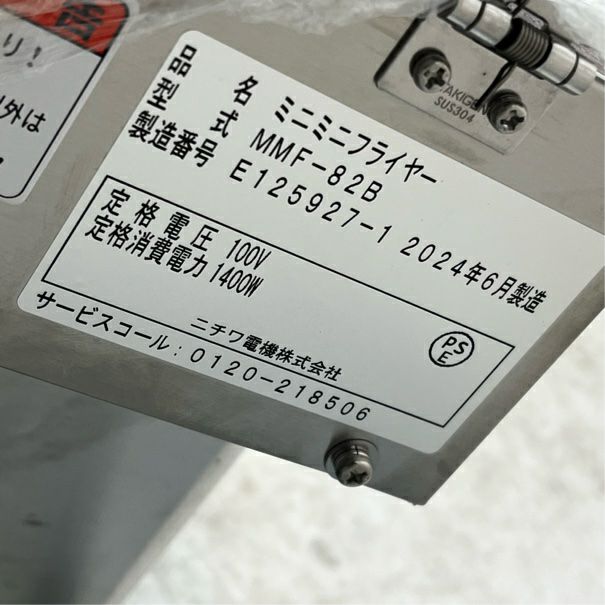 り！
外は
AKIGEN
SUS304
品名 ミニミニフライヤー
型式 MMF-82B
製造番号 E125927-1 2024年6月製造
定格電圧 100V
定格消費電力 1400W
PSE
ニチワ電機株式会社
サービスコール：0120-218506